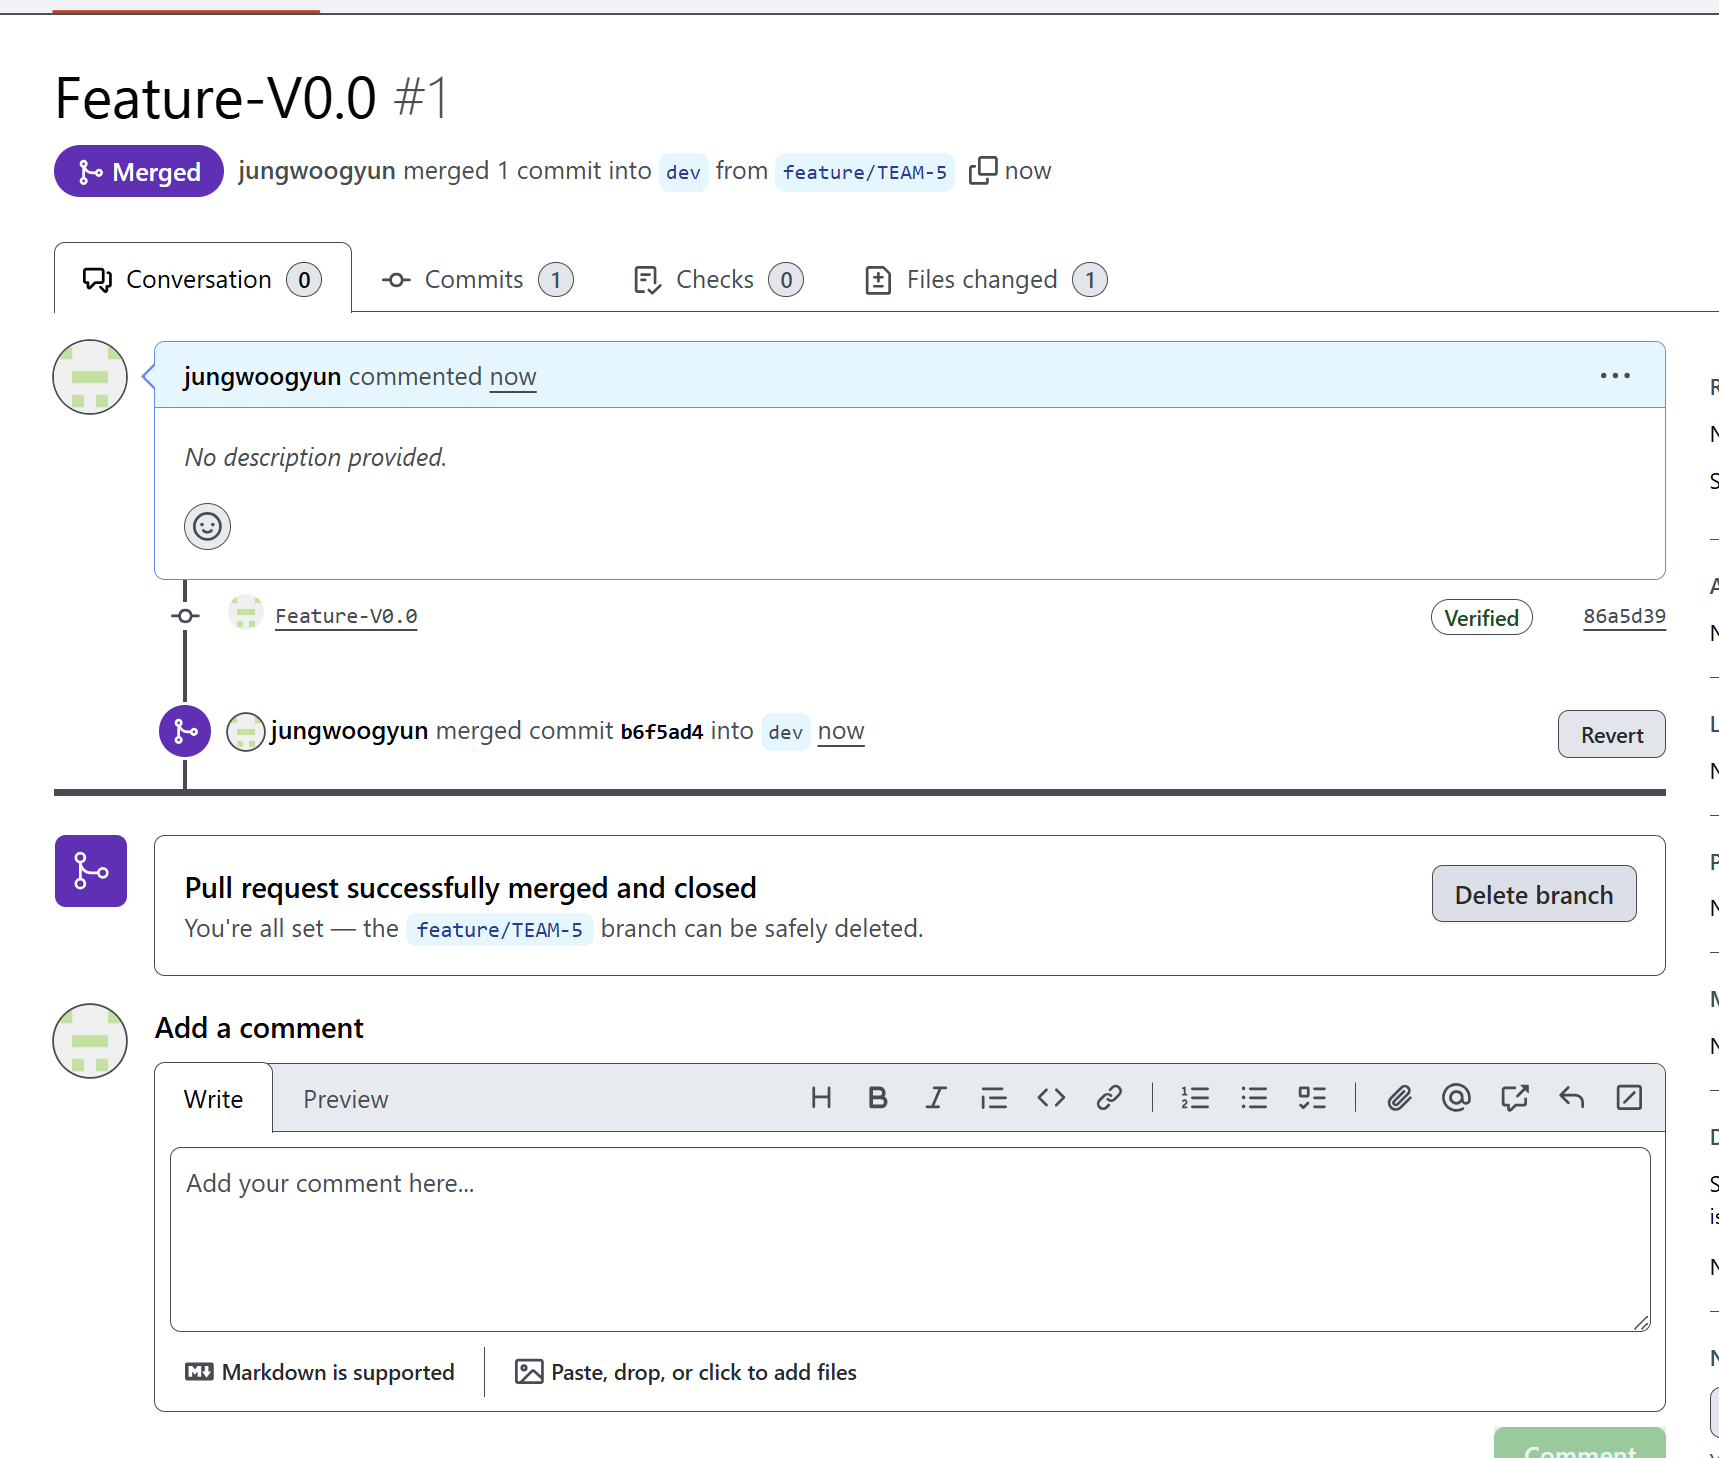 Feature-V0.0 #1
Merged jungwoogyun merged 1 commit into dev from feature/TEAM-5 now
Conversation 0 Commits 1 Checks 0 Files changed 1
jungwoogyun commented now
No description provided.
Feature-V0.0 Verified 86a5d39
jungwoogyun merged commit b6f5ad4 into dev now Revert
Pull request successfully merged and closed
Delete branch
You're all set — the feature/TEAM-5 branch can be safely deleted.
Add a comment
Write Preview
Add your comment here...
Markdown is supported Paste, drop, or click to add files
Comment